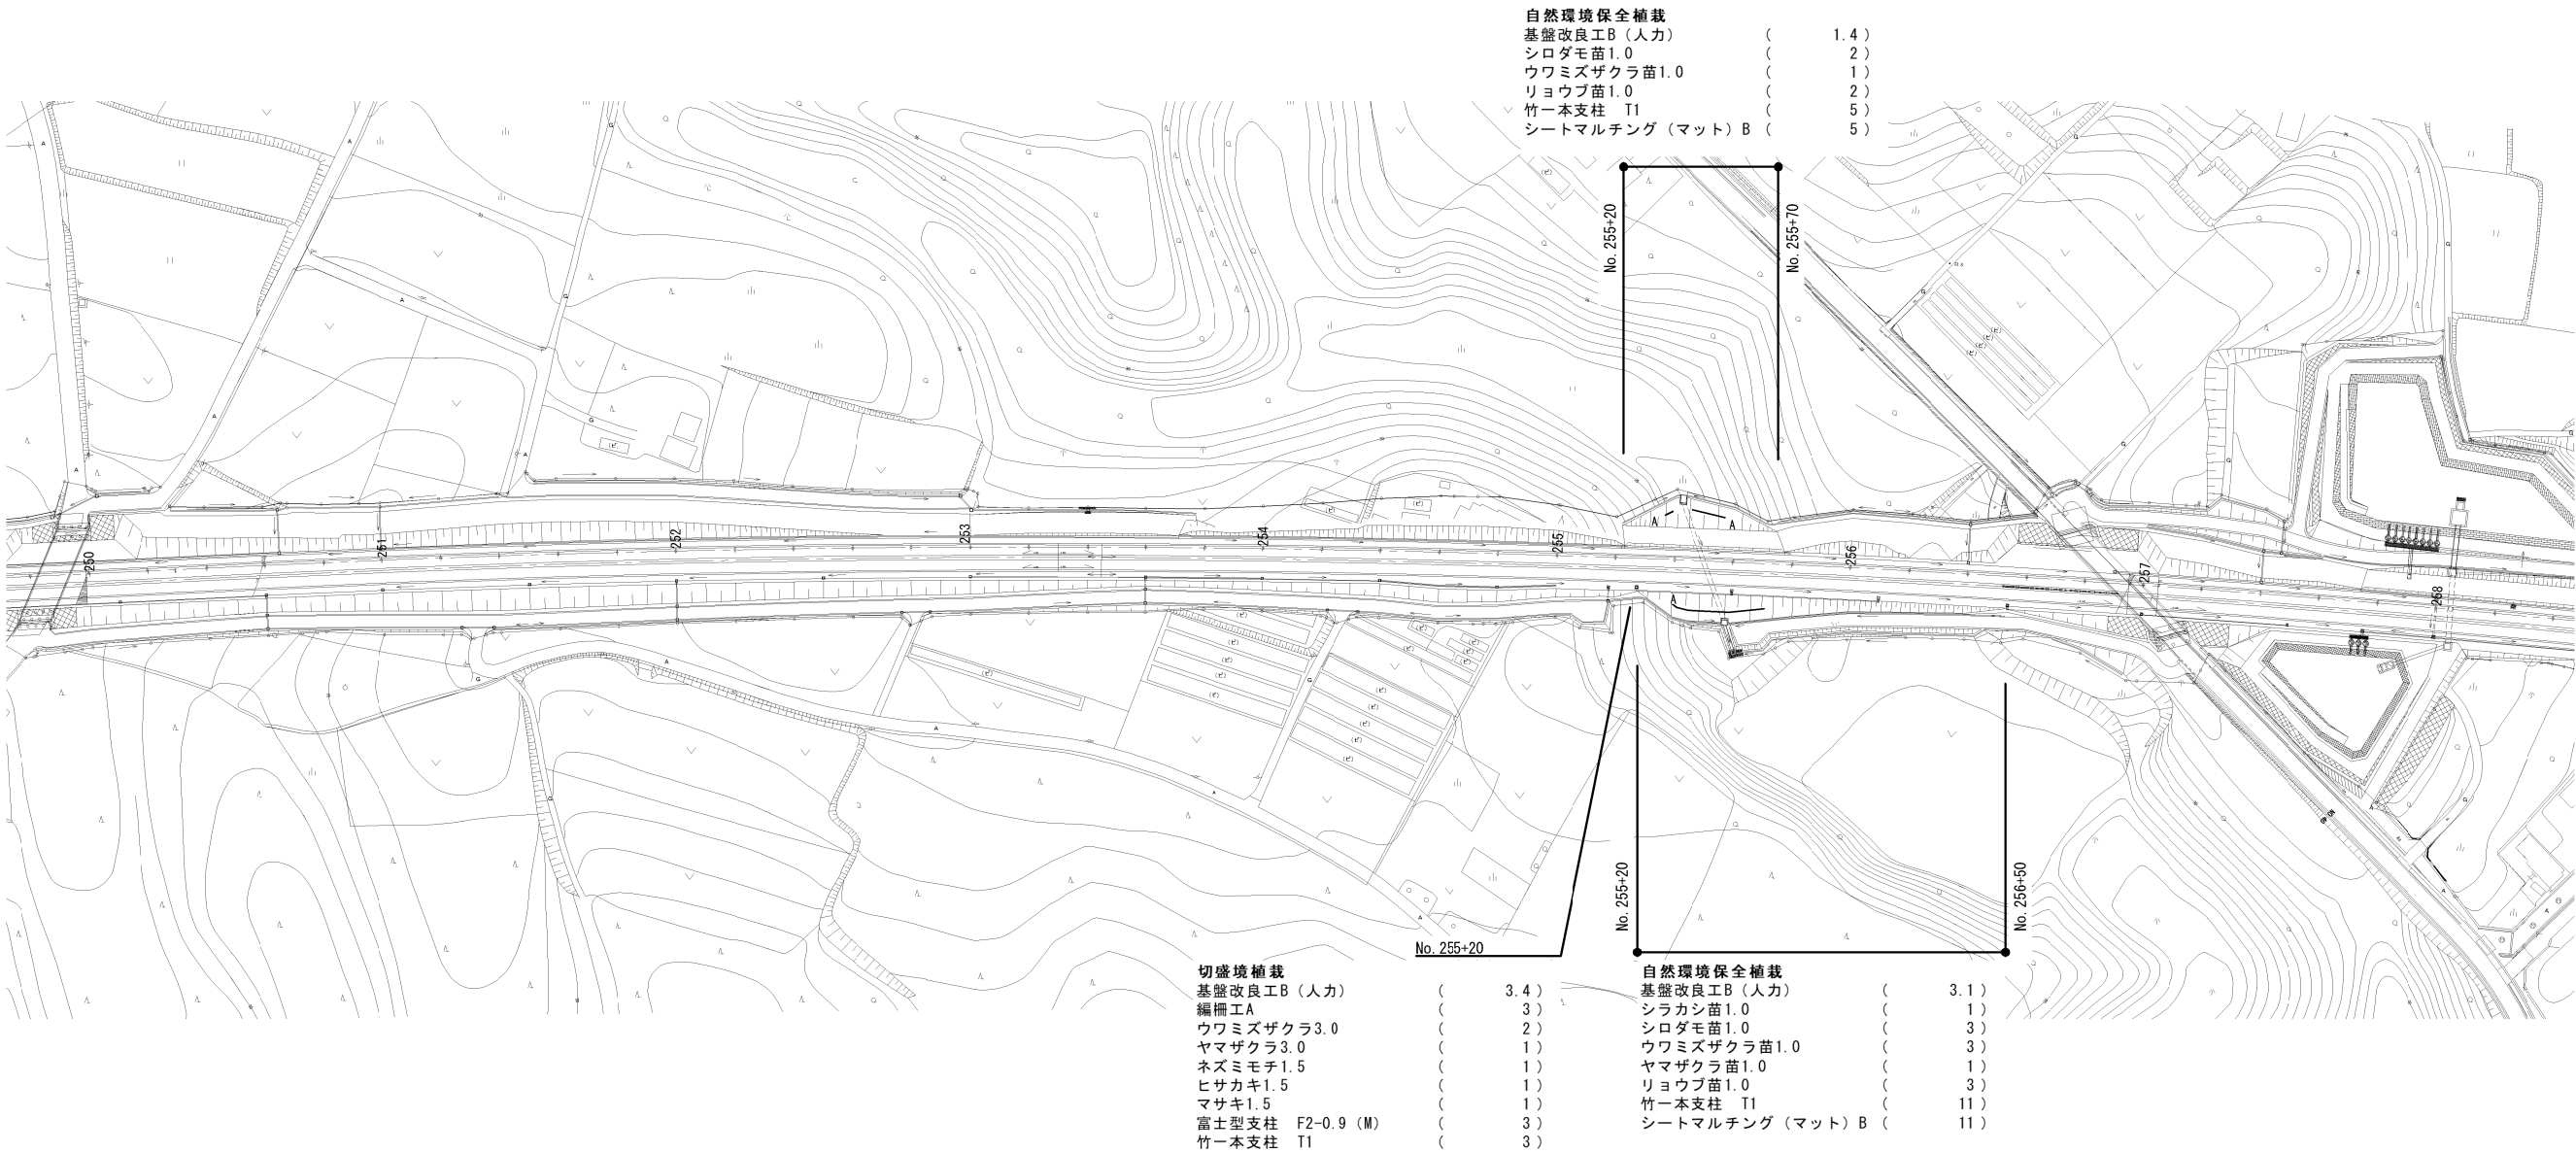 自然環境保全植栽
基盤改良工B（人力） ( 1.4 )
シロダモ苗1.0 ( 2 )
ウワミズザクラ苗1.0 ( 1 )
リョウブ苗1.0 ( 2 )
竹一本支柱 T1 ( 5 )
シートマルチング（マット）B ( 5 )
No. 255+20
No. 255+70
250
251
252
253
254
255
256
257
258
No. 255+20
No. 255+20
No. 256+50
切盛境植栽
基盤改良工B（人力） ( 3.4 )
編柵工A ( 3 )
ウワミズザクラ3.0 ( 2 )
ヤマザクラ3.0 ( 1 )
ネズミモチ1.5 ( 1 )
ヒサカキ1.5 ( 1 )
マサキ1.5 ( 1 )
富士型支柱 F2-0.9（M） ( 3 )
竹一本支柱 T1 ( 3 )
自然環境保全植栽
基盤改良工B（人力） ( 3.1 )
シラカシ苗1.0 ( 1 )
シロダモ苗1.0 ( 3 )
ウワミズザクラ苗1.0 ( 3 )
ヤマザクラ苗1.0 ( 1 )
リョウブ苗1.0 ( 3 )
竹一本支柱 T1 ( 11 )
シートマルチング（マット）B ( 11 )